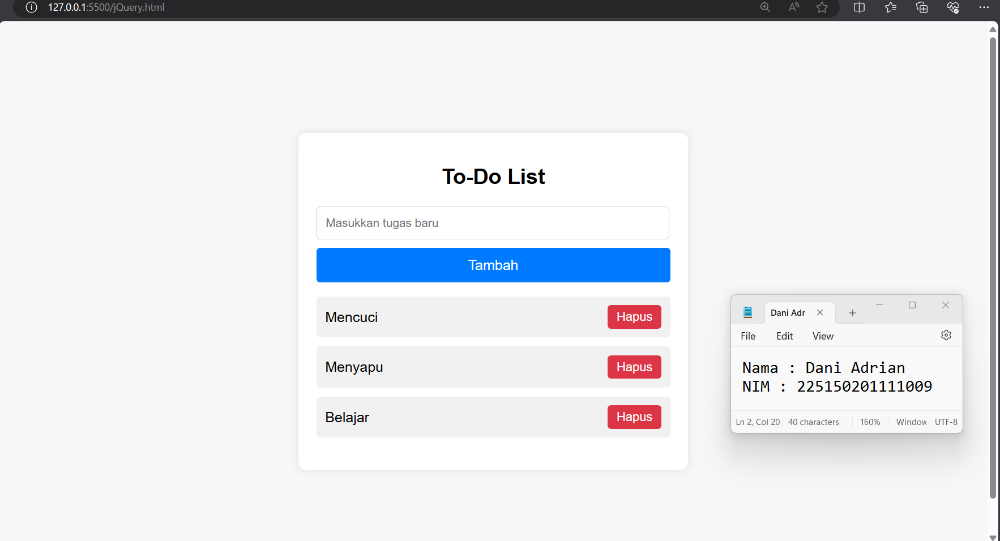 127.0.0.1:5500/jQuery.html
To-Do List
Masukkan tugas baru
Tambah
Mencuci
Hapus
Menyapu
Hapus
Belajar
Hapus
Dani Adr
File Edit View
Nama : Dani Adrian
NIM : 225150201111009
Ln 2, Col 20 40 characters 160% Window UTF-8